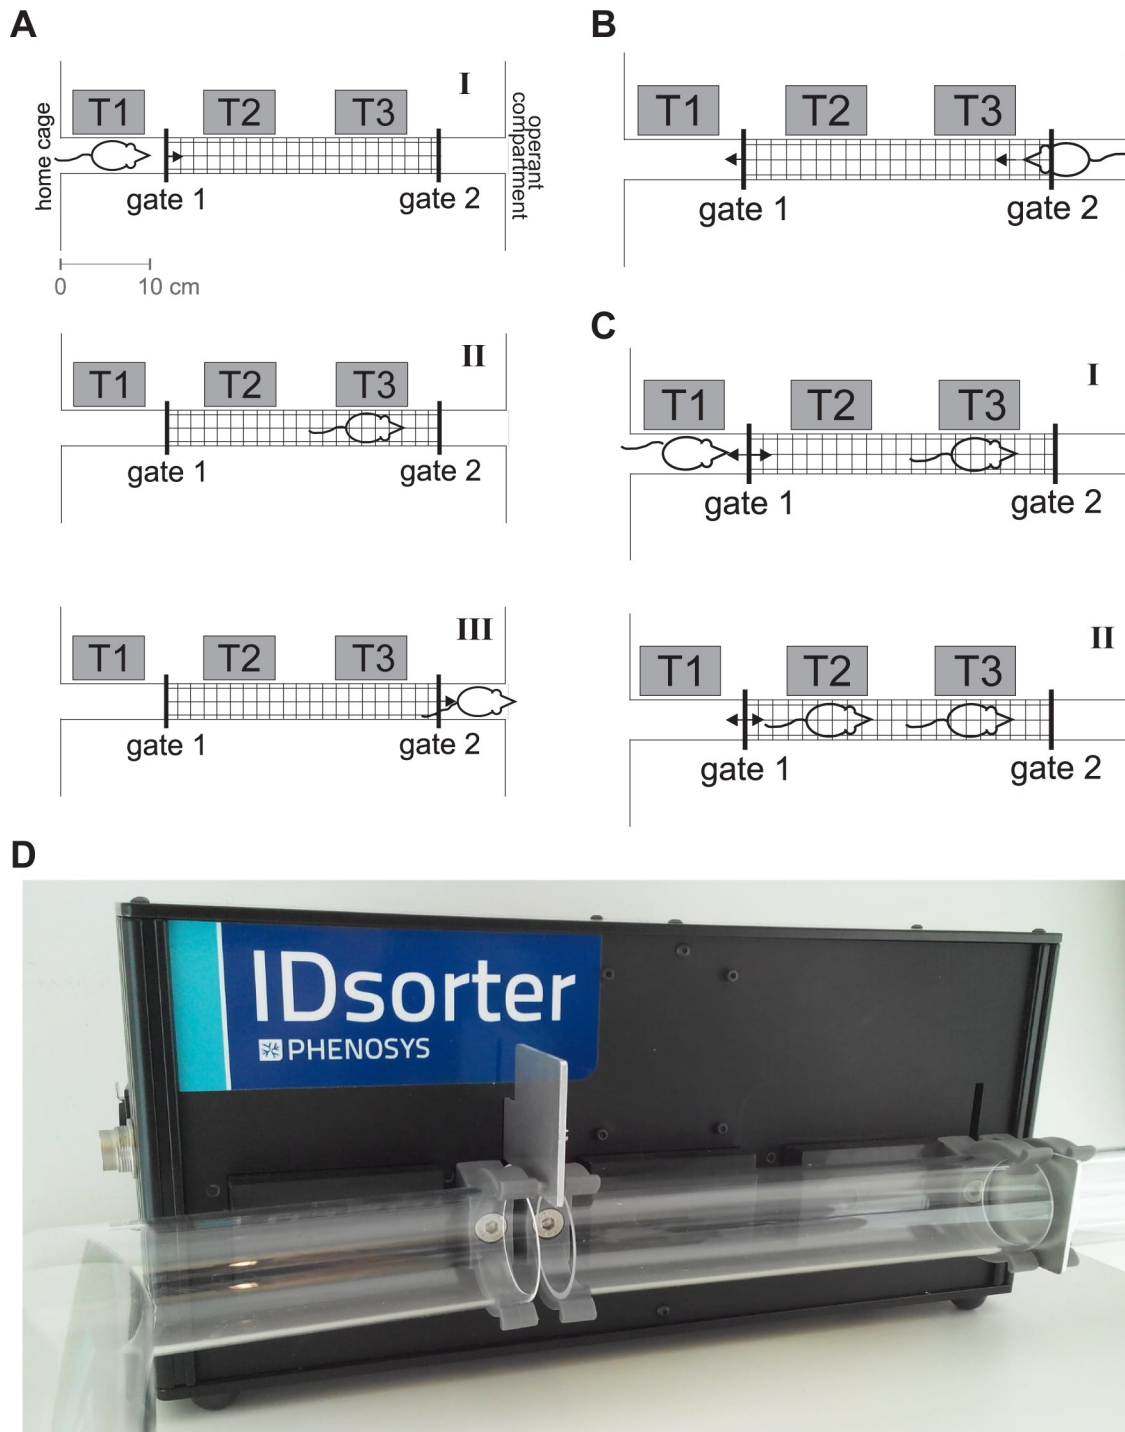 A
I
T1 T2 T3
home cage
operant
compartment
gate 1 gate 2
0 10 cm
II
T1 T2 T3
gate 1 gate 2
III
T1 T2 T3
gate 1 gate 2
B
T1 T2 T3
gate 1 gate 2
C
I
T1 T2 T3
gate 1 gate 2
II
T1 T2 T3
gate 1 gate 2
D
IDsorter
PHENOSYS